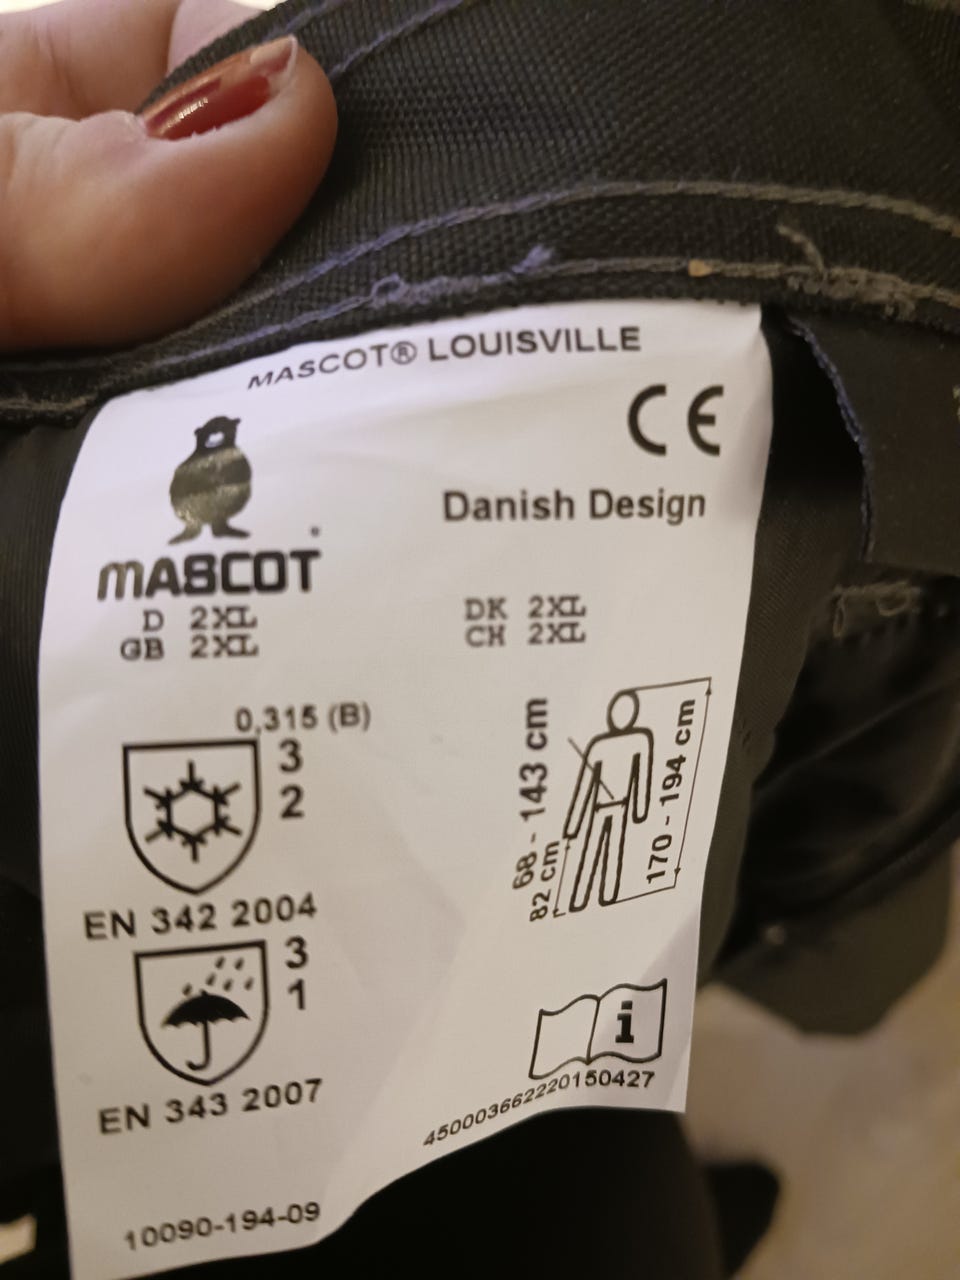 MASCOT® LOUISVILLE
CE
Danish Design
MASCOT
D 2XL
GB 2XL
DK 2XL
CH 2XL
0,315 (B)
3
2
EN 342 2004
3
1
EN 343 2007
68 - 143 cm
82 cm
170 - 194 cm
i
450003662220150427
10090-194-09